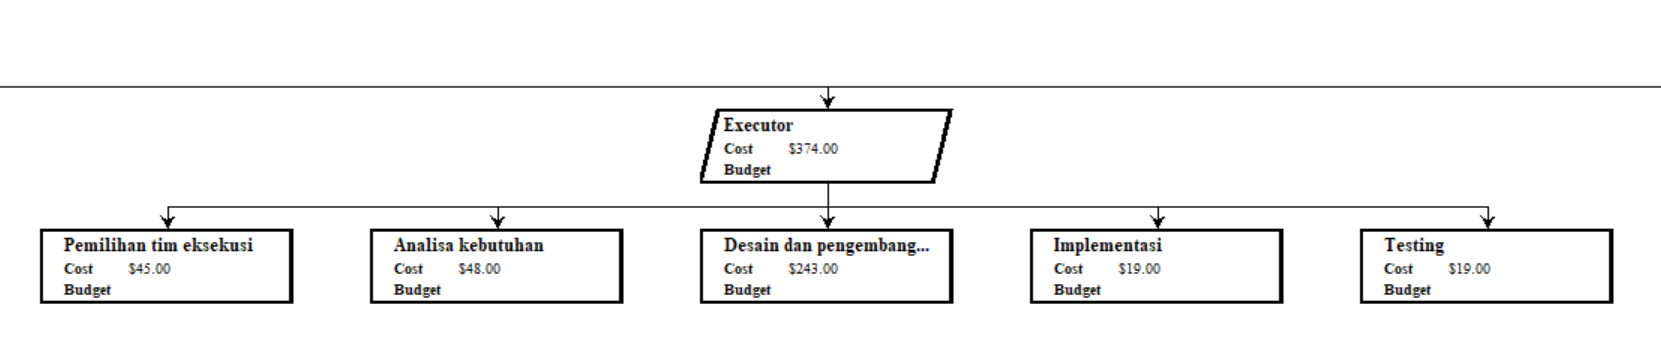 Executor
Cost $374.00
Budget
Pemilihan tim eksekusi
Cost $45.00
Budget
Analisa kebutuhan
Cost $48.00
Budget
Desain dan pengembang...
Cost $243.00
Budget
Implementasi
Cost $19.00
Budget
Testing
Cost $19.00
Budget